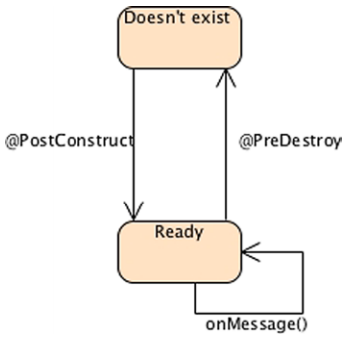 Doesn't exist
@PostConstruct
@PreDestroy
Ready
onMessage()